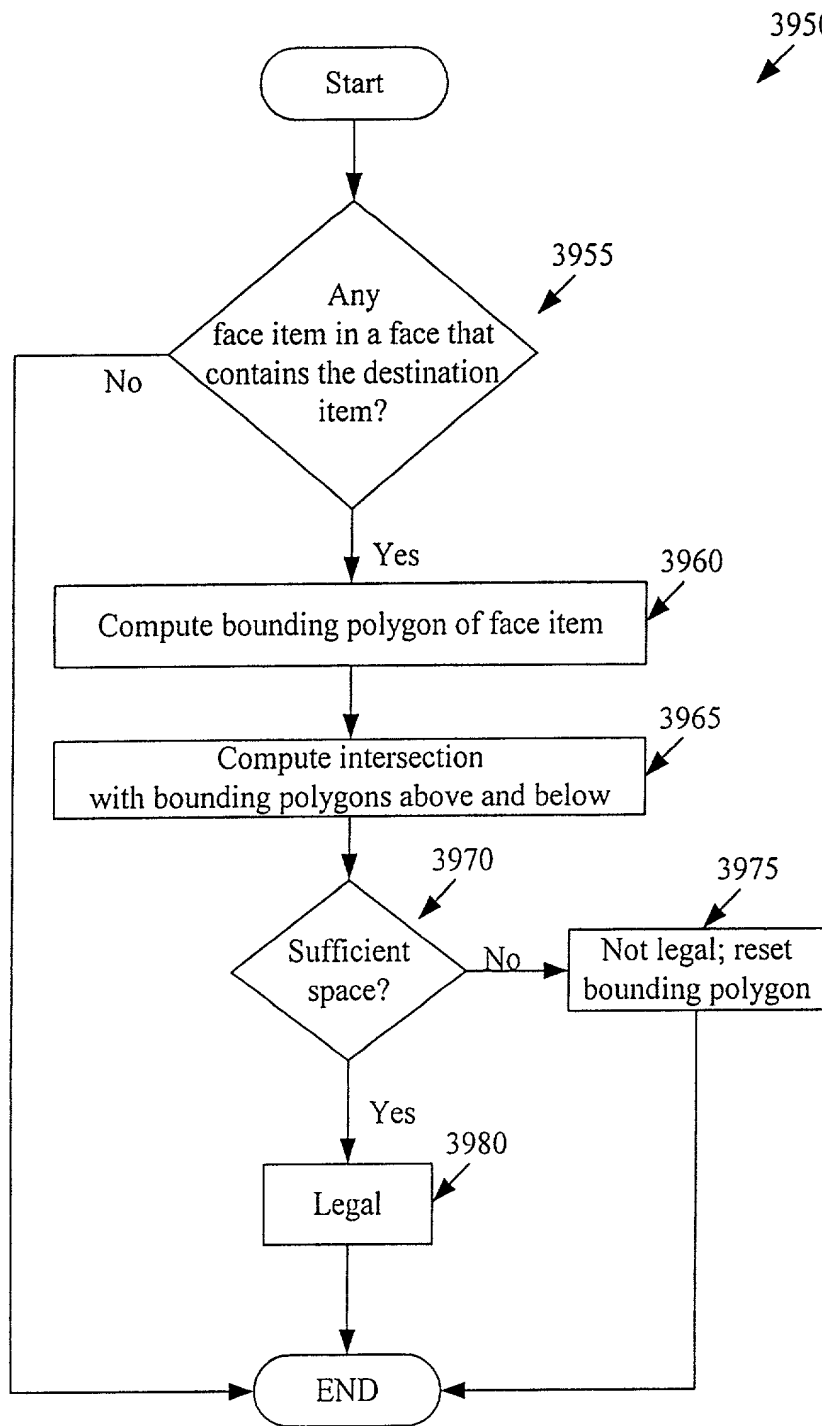 3950
Start
3955
Any
face item in a face that
contains the destination
item?
No
Yes
3960
Compute bounding polygon of face item
3965
Compute intersection
with bounding polygons above and below
3970
3975
Sufficient
space?
No
Not legal; reset
bounding polygon
Yes
3980
Legal
END